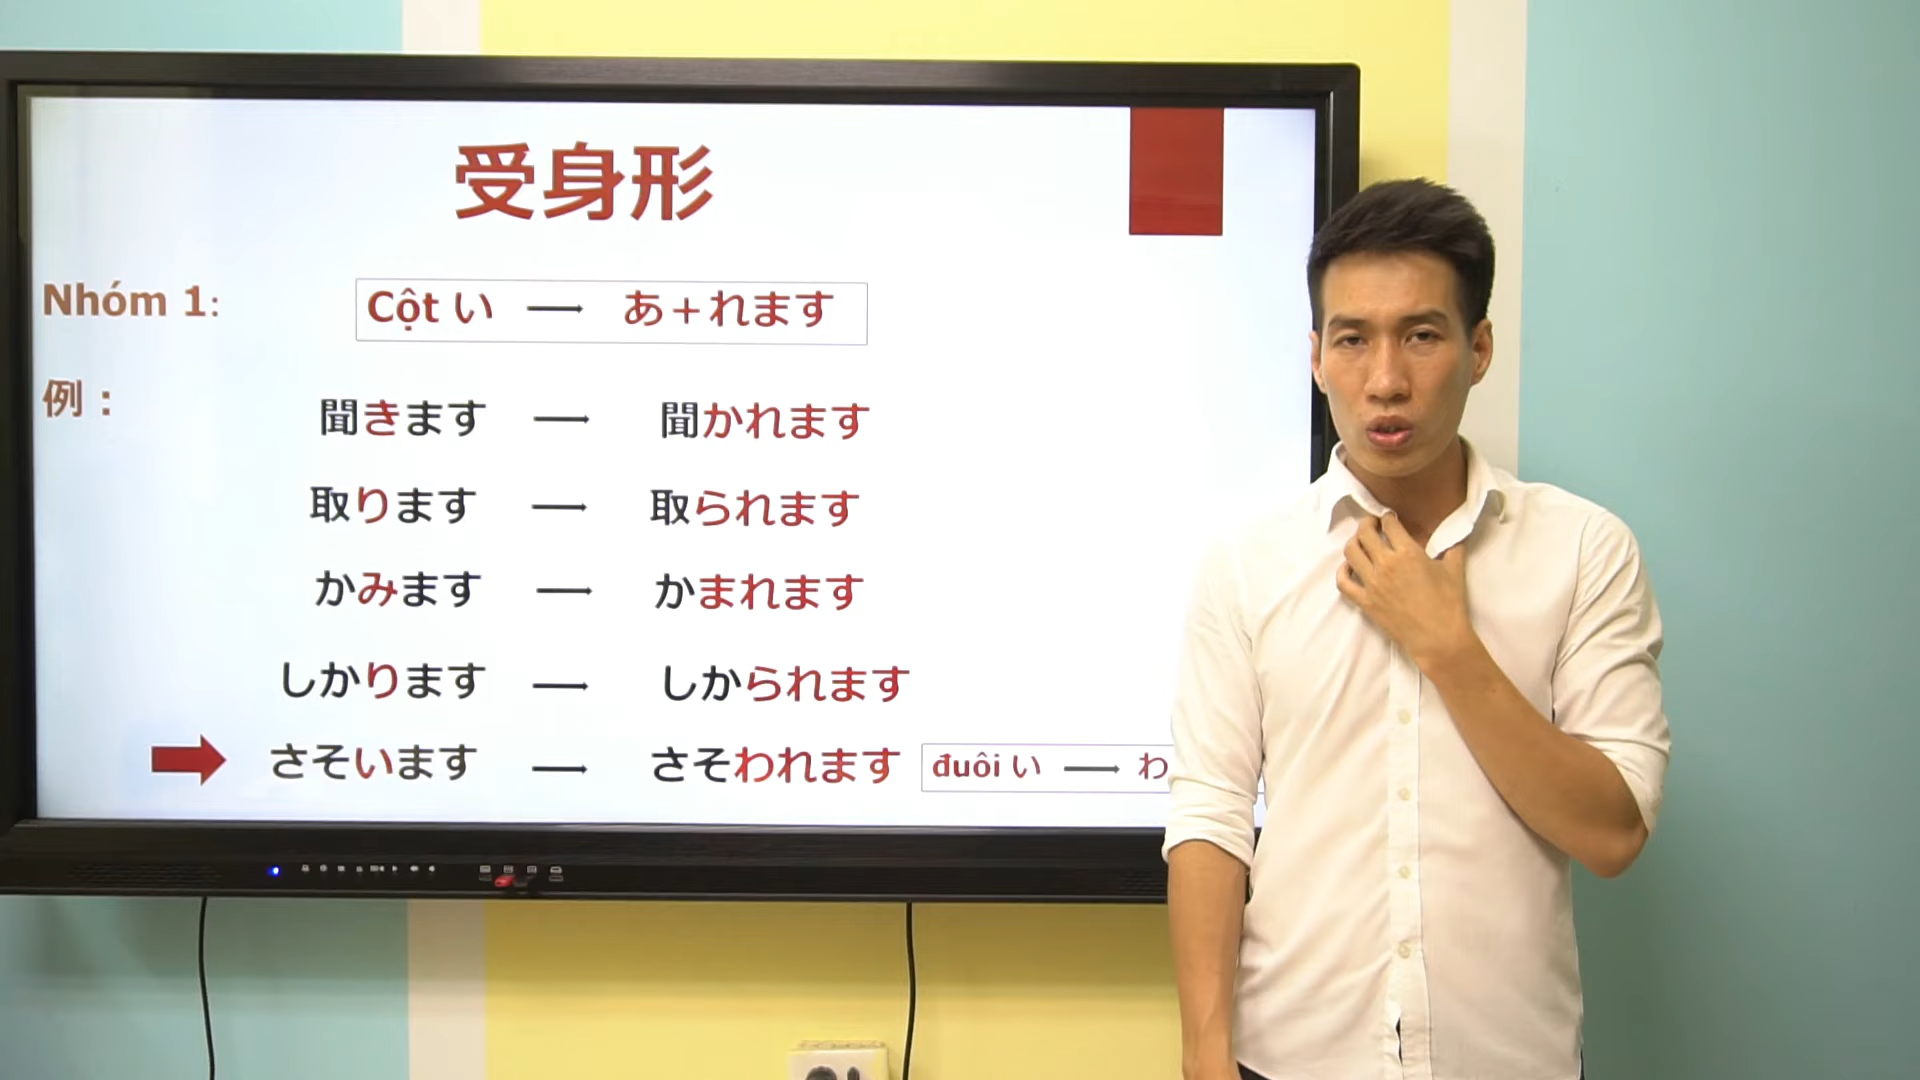 受身形
Nhóm 1:
Cột い → あ+れます
例：
聞きます → 聞かれます
取ります → 取られます
かみます → かまれます
しかります → しかられます
さそいます → さそわれます
đuôi い → わ